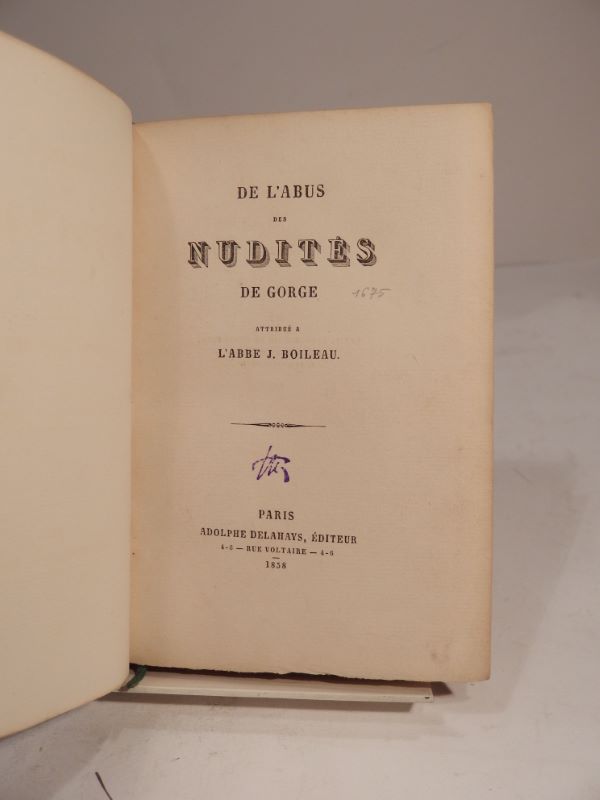 DE L'ABUS
DES
NUDITÉS
DE GORGE
1675
ATTRIBUÉ A
L'ABBE J. BOILEAU.
PARIS
ADOLPHE DELAHAYS, ÉDITEUR
4-6 — RUE VOLTAIRE — 4-6
1858